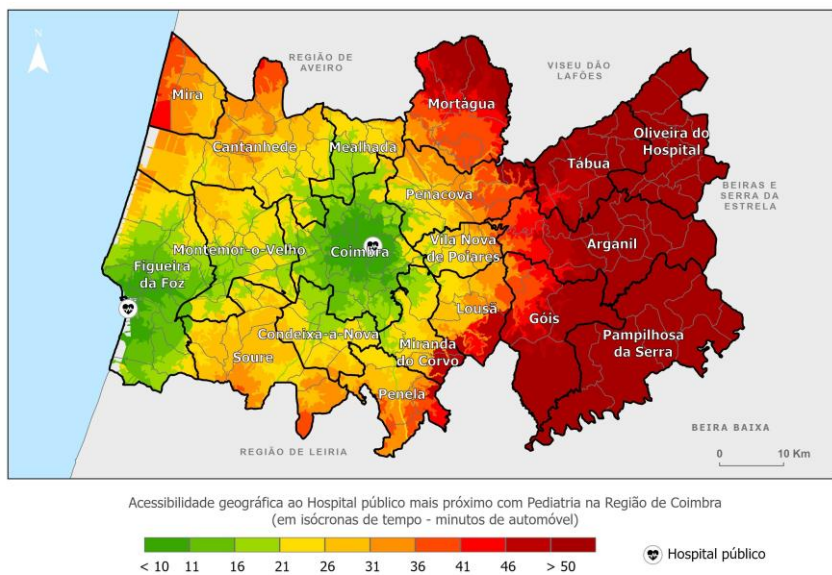 N
REGIÃO DE
AVEIRO
VISEU DÃO
LAFÕES
Mira
Mortágua
Oliveira do
Hospital
Cantanhede
Mealhada
Tábua
Penacova
BEIRAS E
SERRA DA
ESTRELA
Montemor-o-Velho
Coimbra
Vila Nova
de Poiares
Arganil
Figueira
da Foz
Lousã
Góis
Condeixa-a-Nova
Soure
Miranda
do Corvo
Pampilhosa
da Serra
Penela
REGIÃO DE LEIRIA
BEIRA BAIXA
0 10 Km
Acessibilidade geográfica ao Hospital público mais próximo com Pediatria na Região de Coimbra
(em isócronas de tempo - minutos de automóvel)
< 10 11 16 21 26 31 36 41 46 > 50
Hospital público